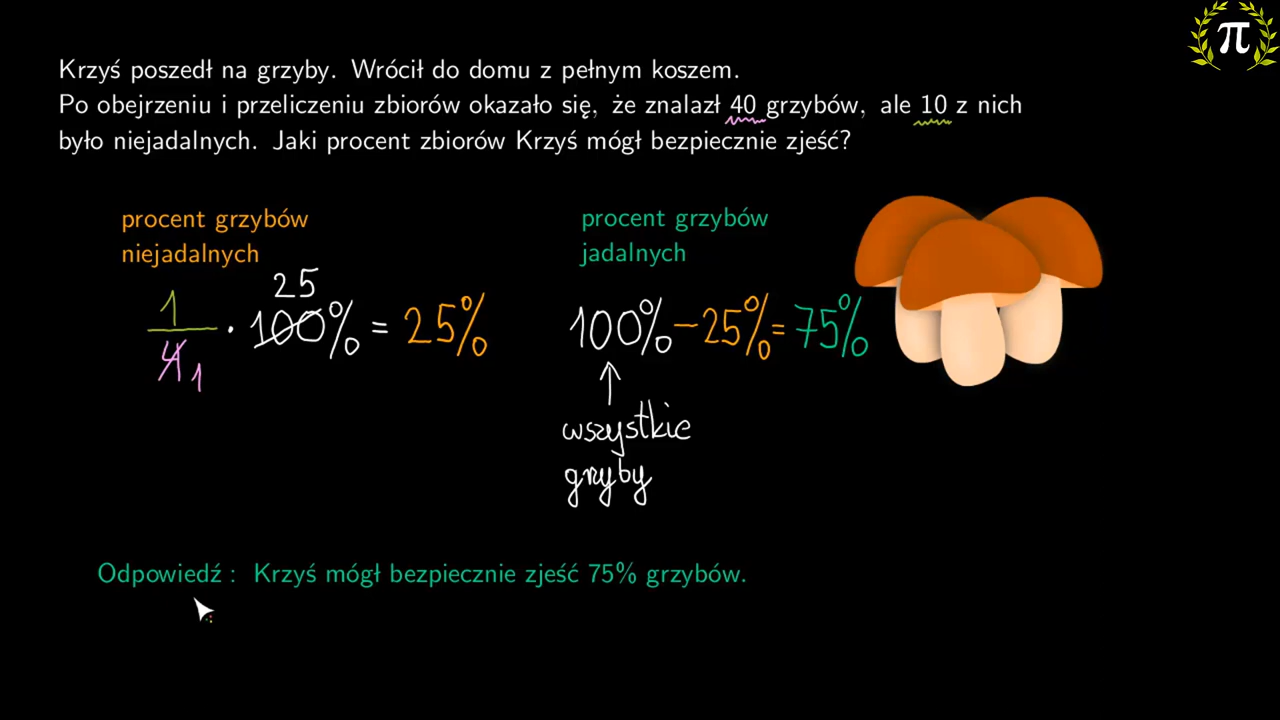 π
Krzyś poszedł na grzyby. Wrócił do domu z pełnym koszem.
Po obejrzeniu i przeliczeniu zbiorów okazało się, że znalazł 40 grzybów, ale 10 z nich
było niejadalnych. Jaki procent zbiorów Krzyś mógł bezpiecznie zjeść?
procent grzybów
niejadalnych
25
1/4 1 · 100% = 25%
procent grzybów
jadalnych
100% – 25% = 75%
↑
wszystkie
grzyby
Odpowiedź : Krzyś mógł bezpiecznie zjeść 75% grzybów.